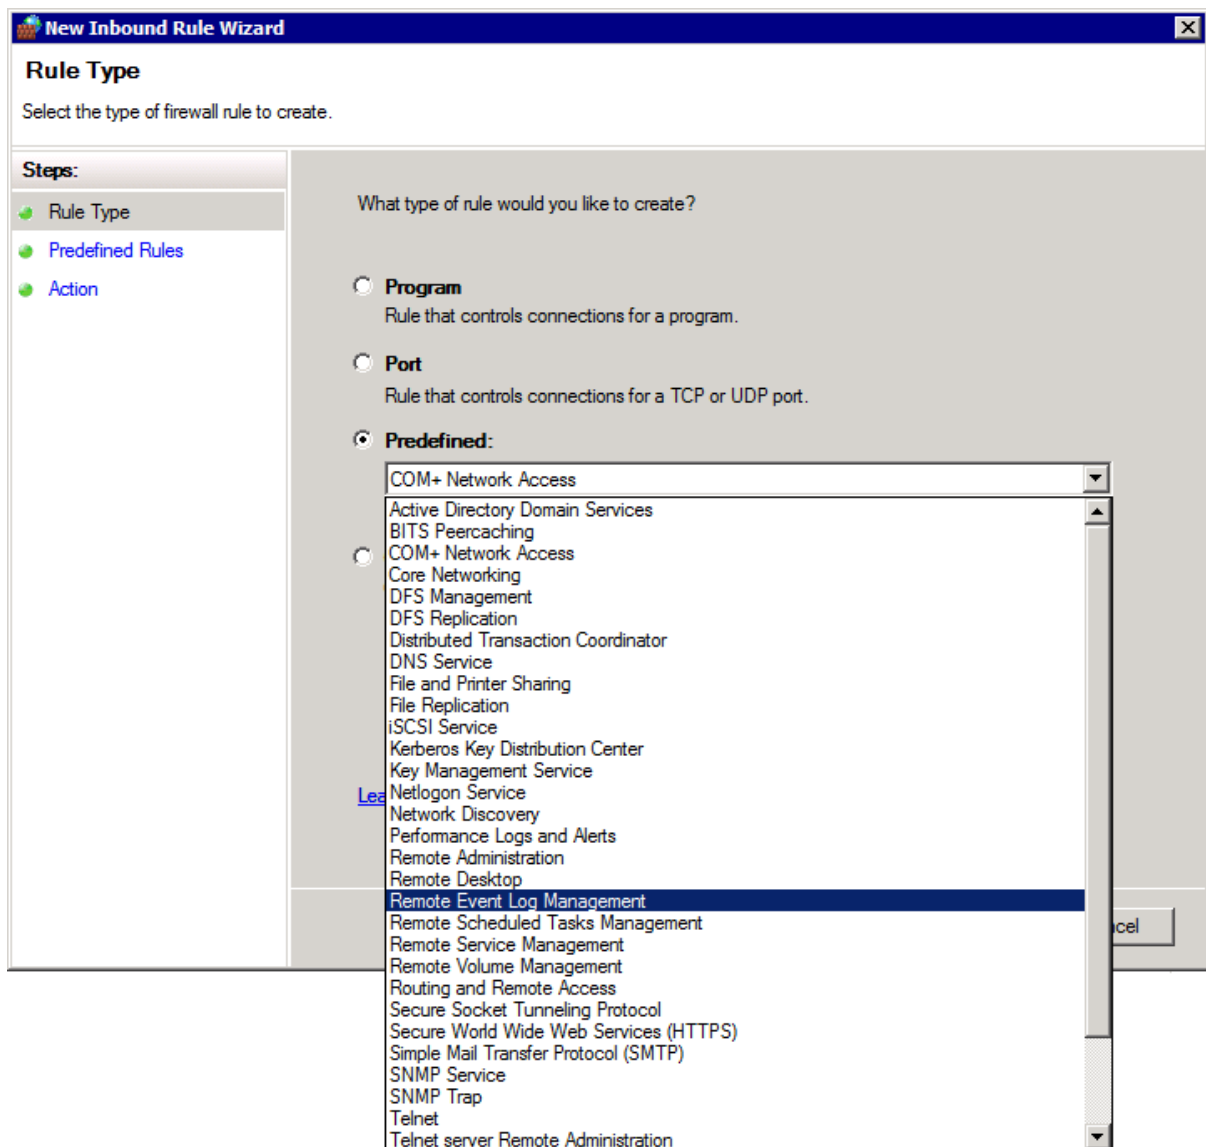 New Inbound Rule Wizard
Rule Type
Select the type of firewall rule to create.
Steps:
Rule Type
Predefined Rules
Action
What type of rule would you like to create?
Program
Rule that controls connections for a program.
Port
Rule that controls connections for a TCP or UDP port.
Predefined:
COM+ Network Access
Active Directory Domain Services
BITS Peercaching
COM+ Network Access
Core Networking
DFS Management
DFS Replication
Distributed Transaction Coordinator
DNS Service
File and Printer Sharing
File Replication
iSCSI Service
Kerberos Key Distribution Center
Key Management Service
Netlogon Service
Network Discovery
Performance Logs and Alerts
Remote Administration
Remote Desktop
Remote Event Log Management
Remote Scheduled Tasks Management
Remote Service Management
Remote Volume Management
Routing and Remote Access
Secure Socket Tunneling Protocol
Secure World Wide Web Services (HTTPS)
Simple Mail Transfer Protocol (SMTP)
SNMP Service
SNMP Trap
Telnet
Telnet server Remote Administration